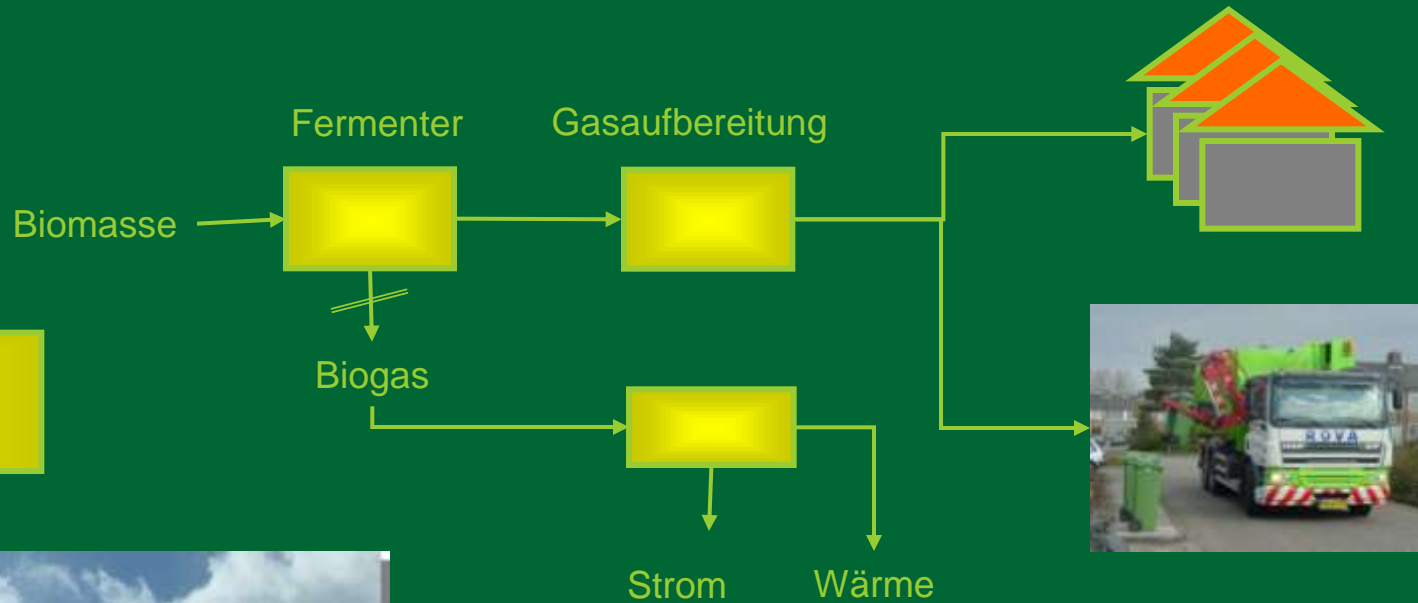 Fermenter
Gasaufbereitung
Biomasse
Biogas
Strom
Wärme
ROVA